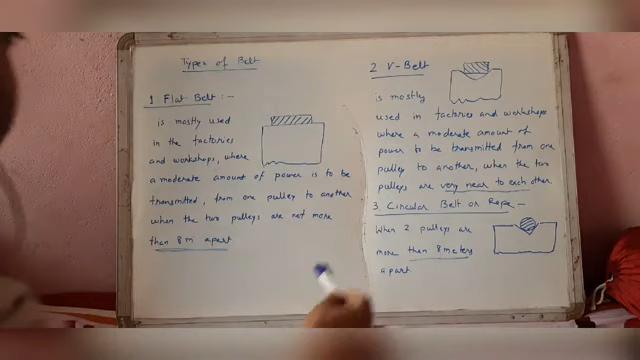 Types of Belt
1 Flat Belt :-
is mostly used
in the factories
and workshops, where
a moderate amount of power is to be
transmitted, from one pulley to another
when the two pulleys are not more
than 8m apart
2 V-Belt
is mostly
used in factories and workshops
where a moderate amount of
power to be transmitted from one
pulley to another, when the two
pulleys are very near to each other
3 Circular Belt or Rope -
When 2 pulleys are
more than 8 meters
apart